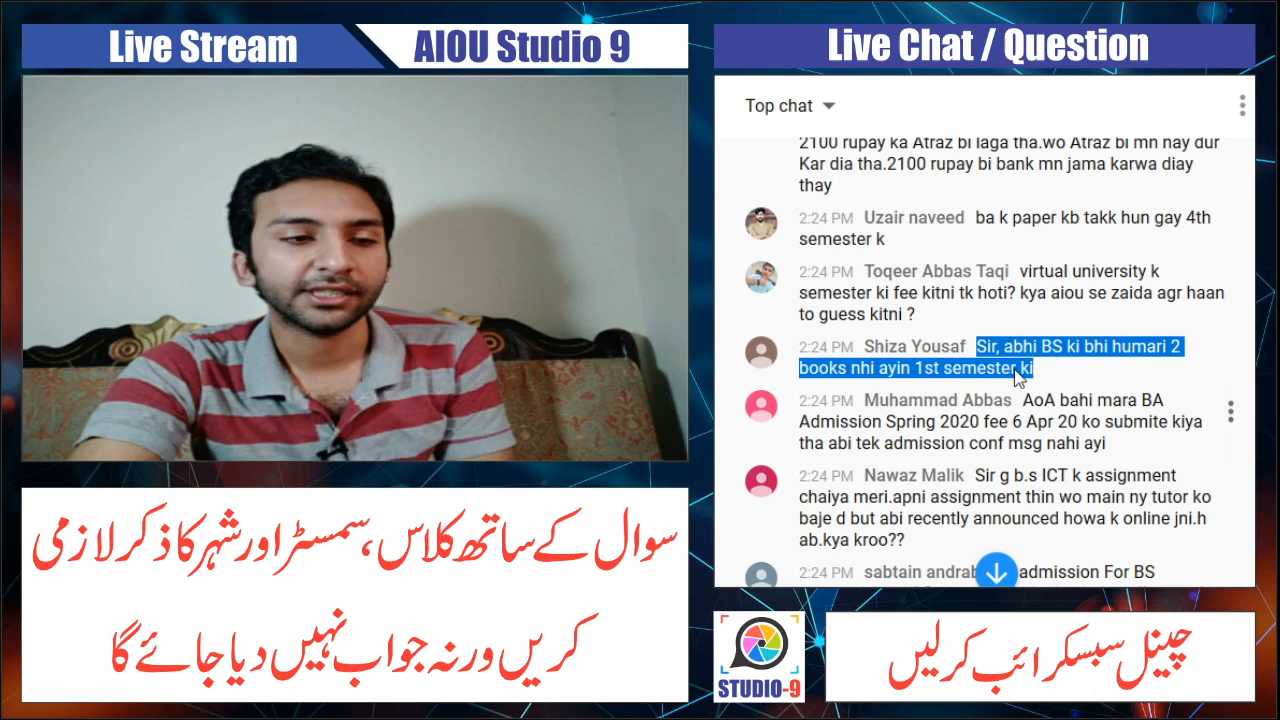 Live Stream
AIOU Studio 9
Live Chat / Question
Top chat
2100 rupay ka Atraz bi laga tha.wo Atraz bi mn nay dur
Kar dia tha.2100 rupay bi bank mn jama karwa diay
thay
2:24 PM Uzair naveed ba k paper kb takk hun gay 4th
semester k
2:24 PM Toqeer Abbas Taqi virtual university k
semester ki fee kitni tk hoti? kya aiou se zaida agr haan
to guess kitni ?
2:24 PM Shiza Yousaf Sir, abhi BS ki bhi humari 2
books nhi ayin 1st semester ki
2:24 PM Muhammad Abbas AoA bahi mara BA
Admission Spring 2020 fee 6 Apr 20 ko submite kiya
tha abi tek admission conf msg nahi ayi
2:24 PM Nawaz Malik Sir g b.s ICT k assignment
chaiya meri.apni assignment thin wo main ny tutor ko
baje d but abi recently announced howa k online jni.h
ab.kya kroo??
2:24 PM sabtain andrab admission For BS
سوال کے ساتھ کلاس، سمسٹر اور شہر کا ذکر لازمی
کریں ورنہ جواب نہیں دیا جائے گا
STUDIO-9
چینل سبسکرائب کر لیں